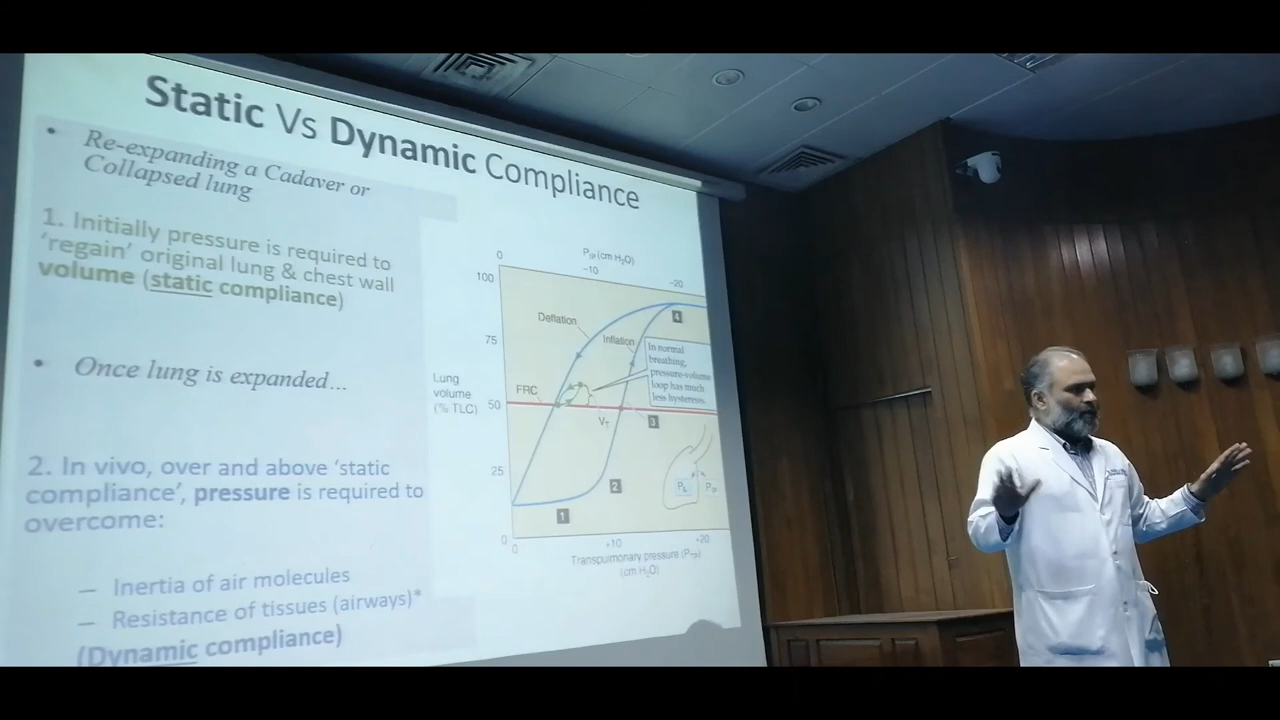 Static Vs Dynamic Compliance
• Re-expanding a Cadaver or
Collapsed lung
1. Initially pressure is required to
'regain' original lung & chest wall
volume (static compliance)
• Once lung is expanded...
2. In vivo, over and above 'static
compliance', pressure is required to
overcome:
— Inertia of air molecules
— Resistance of tissues (airways)*
(Dynamic compliance)
0
P_IP (cm H₂O)
−10
−20
100
75
50
25
0
Lung
volume
(% TLC)
Deflation
Inflation
FRC
V_T
In normal
breathing,
pressure-volume
loop has much
less hysteresis.
4
3
2
1
P_IP
0
+10
+20
Transpulmonary pressure (P_TP)
(cm H₂O)